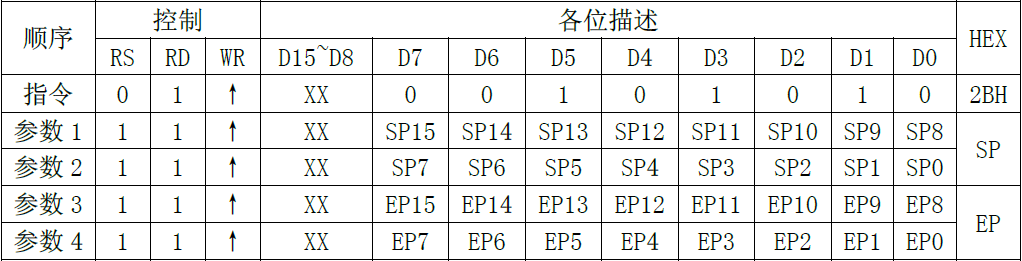 顺序 控制 各位描述 HEX
RS RD WR D15~D8 D7 D6 D5 D4 D3 D2 D1 D0
指令 0 1 ↑ XX 0 0 1 0 1 0 1 0 2BH
参数1 1 1 ↑ XX SP15 SP14 SP13 SP12 SP11 SP10 SP9 SP8 SP
参数2 1 1 ↑ XX SP7 SP6 SP5 SP4 SP3 SP2 SP1 SP0
参数3 1 1 ↑ XX EP15 EP14 EP13 EP12 EP11 EP10 EP9 EP8 EP
参数4 1 1 ↑ XX EP7 EP6 EP5 EP4 EP3 EP2 EP1 EP0